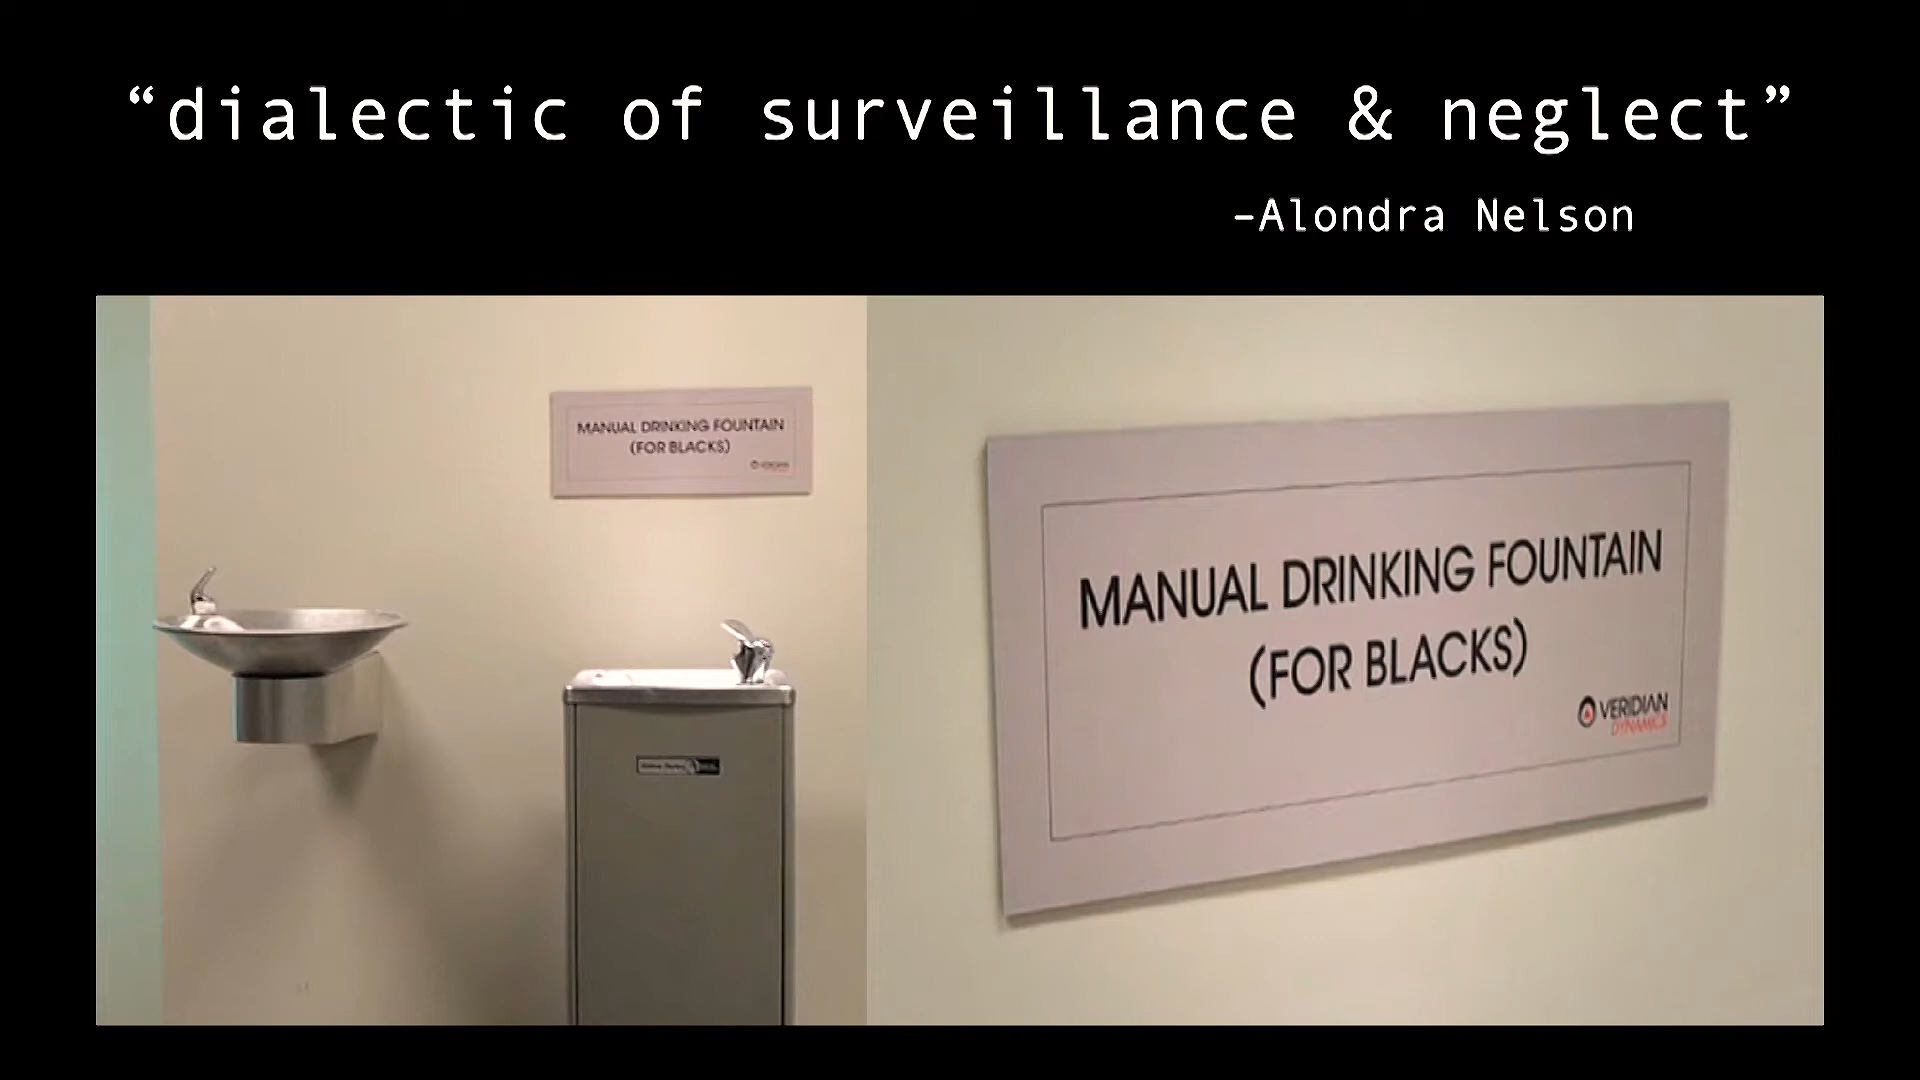 “dialectic of surveillance & neglect”
–Alondra Nelson
MANUAL DRINKING FOUNTAIN
(FOR BLACKS)
MANUAL DRINKING FOUNTAIN
(FOR BLACKS)
VERIDIAN
DYNAMICS